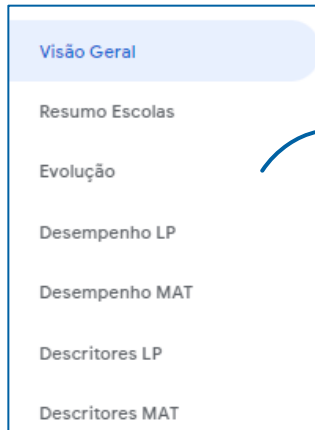 Visão Geral
Resumo Escolas
Evolução
Desempenho LP
Desempenho MAT
Descritores LP
Descritores MAT